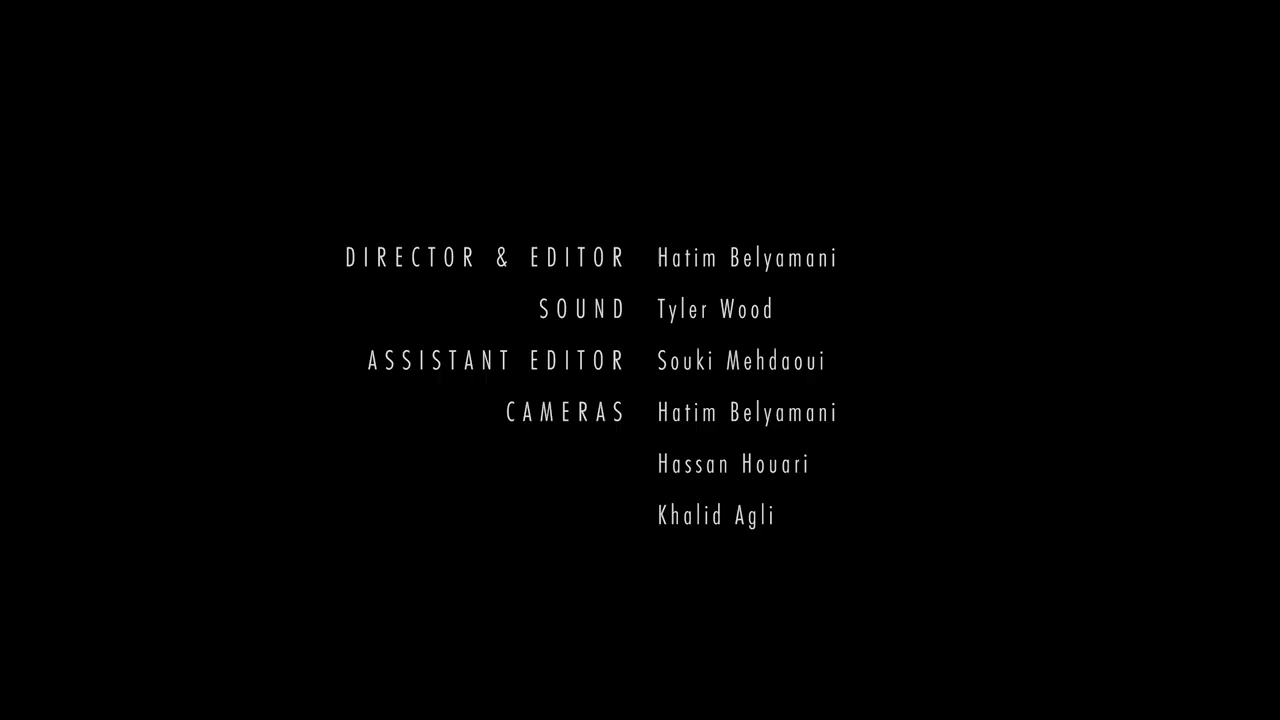 DIRECTOR & EDITOR Hatim Belyamani
SOUND Tyler Wood
ASSISTANT EDITOR Souki Mehdaoui
CAMERAS Hatim Belyamani
Hassan Houari
Khalid Agli